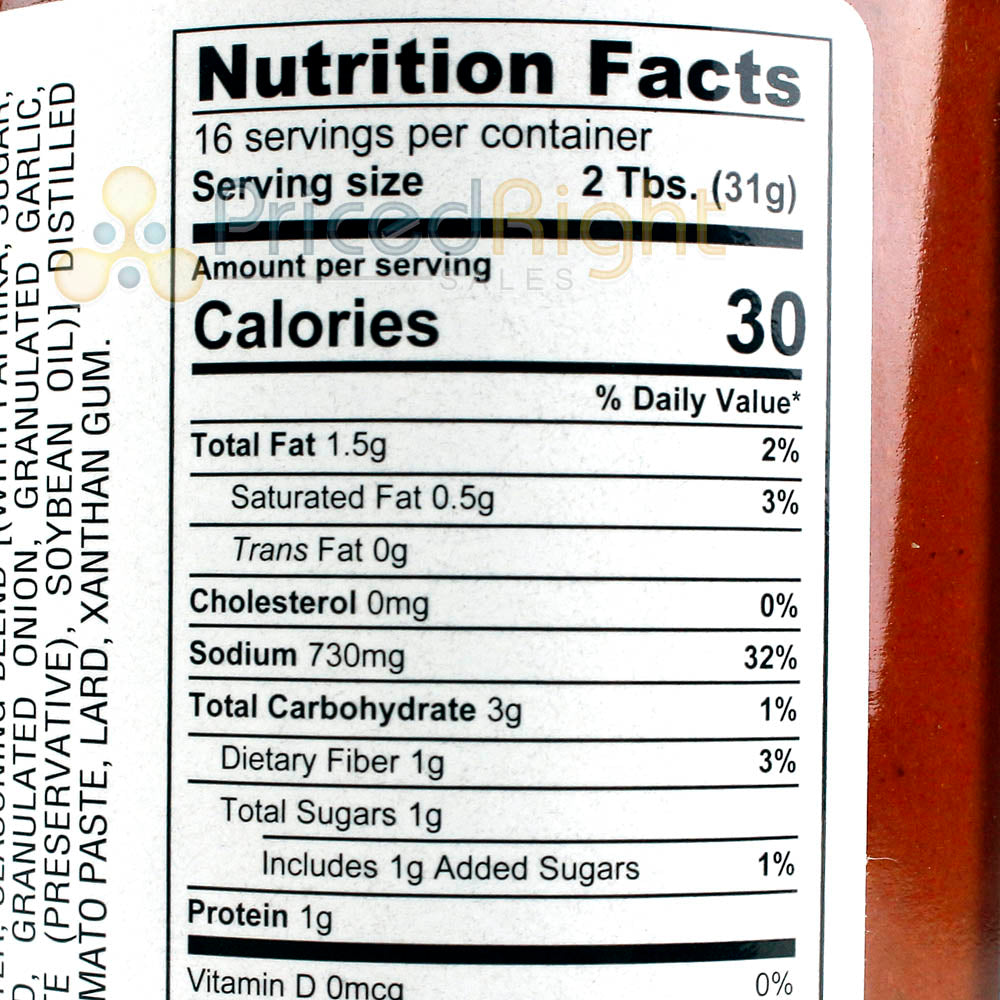 Nutrition Facts
16 servings per container
Serving size 2 Tbs. (31g)
Amount per serving
Calories 30
% Daily Value*
Total Fat 1.5g 2%
Saturated Fat 0.5g 3%
Trans Fat 0g
Cholesterol 0mg 0%
Sodium 730mg 32%
Total Carbohydrate 3g 1%
Dietary Fiber 1g 3%
Total Sugars 1g
Includes 1g Added Sugars 1%
Protein 1g
Vitamin D 0mcg 0%
PricedRight
SALES
GRANULATED ONION, GRANULATED GARLIC,
(PRESERVATIVE), SOYBEAN OIL)] DISTILLED
PASTE, LARD, XANTHAN GUM.